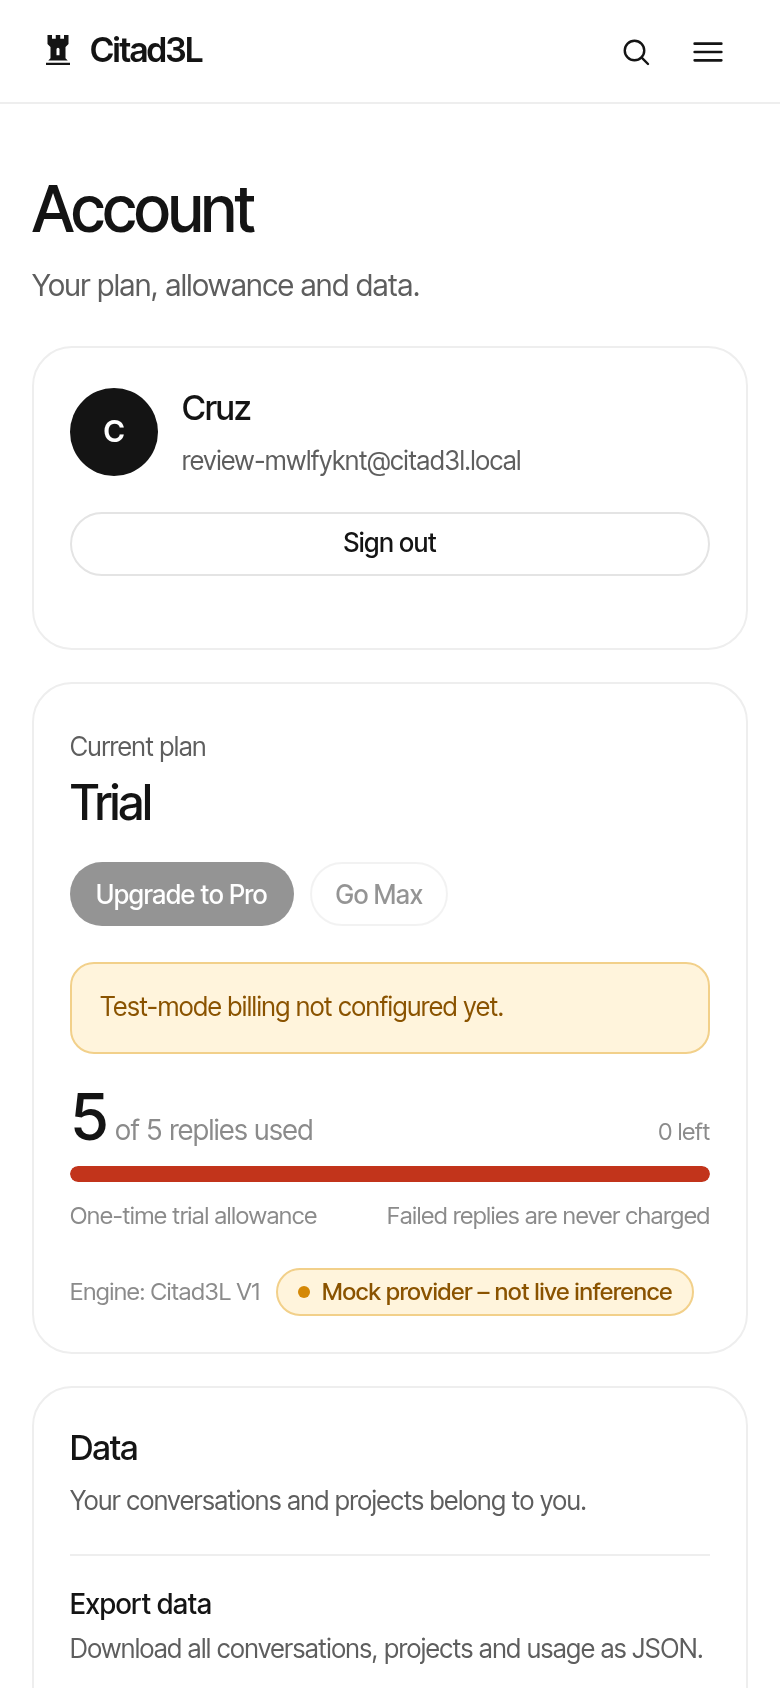 Citad3L
Account
Your plan, allowance and data.
C
Cruz
review-mwlfyknt@citad3l.local
Sign out
Current plan
Trial
Upgrade to Pro
Go Max
Test-mode billing not configured yet.
5 of 5 replies used
0 left
One-time trial allowance
Failed replies are never charged
Engine: Citad3L V1
Mock provider – not live inference
Data
Your conversations and projects belong to you.
Export data
Download all conversations, projects and usage as JSON.